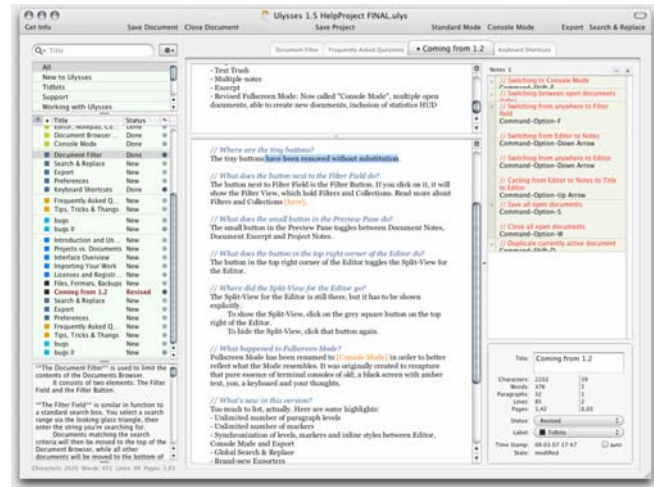 Ulysses 1.5 HelpProject FINAL.ulys
Get Info Save Document Close Document Save Project Standard Mode Console Mode Export Search & Replace
Title
Document Filter Frequently Asked Questions • Coming from 1.2 Keyboard Shortcuts
All
New to Ulysses
Tidbits
Support
Working with Ulysses
Title Status
Editor, Notepad, Co... Done
Document Browser ... Done
Console Mode Done
Document Filter Done
Search & Replace New
Export New
Preferences New
Keyboard Shortcuts Done
Frequently Asked Q... New
Tips, Tricks & Thangs New
bugs New
bugs II New
Introduction and Un... New
Projects vs. Documents New
Interface Overview New
Importing Your Work New
Licenses and Registr... New
Files, Formats, Backups New
Coming from 1.2 Revised
Search & Replace New
Export New
Preferences New
Frequently Asked Q... New
Tips, Tricks & Thangs New
bugs New
bugs II New
**The Document Filter** is used to limit the
contents of the Documents Browser.
It consists of two elements: The Filter
Field and the Filter Button.
**The Filter Field** is similar in function to
a standard search box. You select a search
range via the looking glass triangle, then
enter the string you're searching for.
Documents matching the search
criteria will then be moved to the top of the
Document Browser, while all other
documents will be moved to the bottom of
Characters: 2620 Words: 451 Lines: 90 Pages: 1,65
- Text Trash
- Multiple notes
- Excerpt
- Revised Fullscreen Mode: Now called "Console Mode", multiple open
documents, able to create new documents, inclusion of statistics HUD
// Where are the tiny buttons?
The tiny buttons have been removed without substitution.
// What does the button next to the Filter Field do?
The button next to Filter Field is the Filter Button. If you click on it, it will
show the Filter View, which hold Filters and Collections. Read more about
Filters and Collections [here].
// What does the small button in the Preview Pane do?
The small button in the Preview Pane toggles between Document Notes,
Document Excerpt and Project Notes.
// What does the button in the top right corner of the Editor do?
The button in the top right corner of the Editor toggles the Split-View for
the Editor.
// Where did the Split-View for the Editor go?
The Split-View for the Editor is still there, but it has to be shown
explicitly.
To show the Split-View, click on the grey square button on the top
right of the Editor.
To hide the Split-View, click that button again.
// What happened to Fullscreen Mode?
Fullscreen Mode has been renamed to [Console Mode] in order to better
reflect what the Mode resembles. It was originally created to recapture
that pure essence of terminal consoles of old; a black screen with amber
text, you, a keyboard and your thoughts.
// What's new in this version?
Too much to list, actually. Here are some highlights:
- Unlimited number of levels
- Unlimited number of markers
- Synchronization of levels, markers and inline styles between Editor,
Console Mode and Export
- Global Search & Replace
- Brand-new Exporters
Notes 1
// Switching to Console Mode
Command-Shift-F
// Switching between open documents
// Switching from anywhere to Filter
field
Command-Option-F
// Switching from Editor to Notes
Command-Option-Down Arrow
// Switching from anywhere to Editor
Command-Option-Down Arrow
// Cycling from Editor to Notes to Title
to Editor
Command-Option-Up Arrow
// Save all open documents
Command-Option-S
// Close all open documents
Command-Option-W
// Duplicate currently active document
Command-Shift-D
Title: Coming from 1.2
Characters: 2202 39
Words: 376 5
Paragraphs: 32 1
Lines: 85 2
Pages: 1,42 0,03
Status: Revised
Label: Tidbits
Time Stamp: 08.03.07 17:47 auto
State: modified